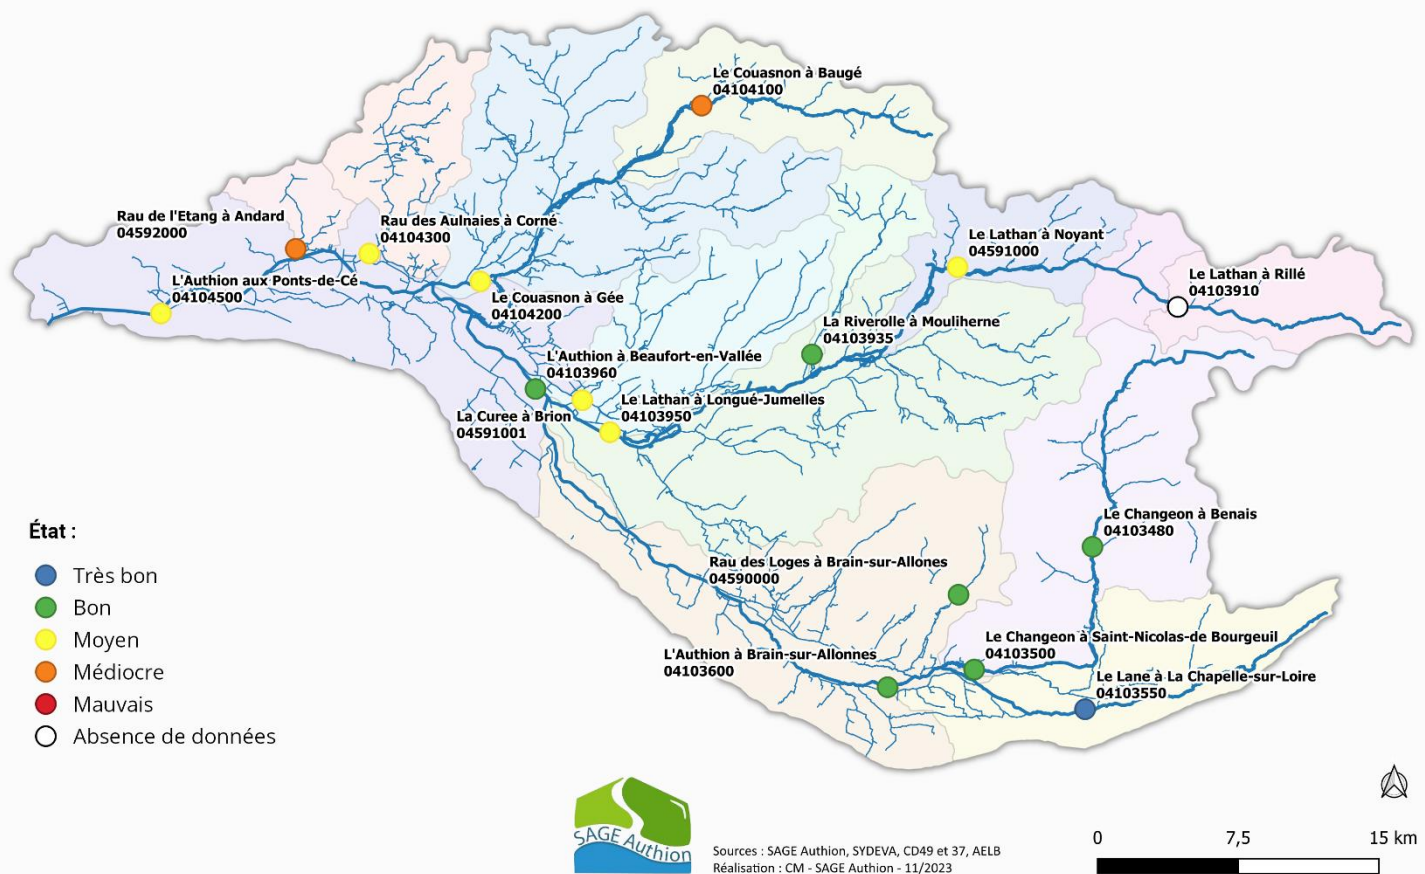 Le Couasnon à Baugé
04104100
Rau de l'Etang à Andard
04592000
Rau des Aulnaies à Corné
04104300
Le Lathan à Noyant
04591000
L'Authion aux Ponts-de-Cé
04104500
Le Lathan à Rillé
04103910
Le Couasnon à Gée
04104200
La Riverolle à Mouliherne
04103935
L'Authion à Beaufort-en-Vallée
04103960
Le Lathan à Longué-Jumelles
04103950
La Curee à Brion
04591001
Le Changeon à Benais
04103480
État :
Très bon
Bon
Moyen
Médiocre
Mauvais
Absence de données
Rau des Loges à Brain-sur-Allones
04590000
Le Changeon à Saint-Nicolas-de Bourgeuil
04103500
L'Authion à Brain-sur-Allonnes
04103600
Le Lane à La Chapelle-sur-Loire
04103550
SAGE Authion
Sources : SAGE Authion, SYDEVA, CD49 et 37, AELB
Réalisation : CM - SAGE Authion - 11/2023
0 7,5 15 km